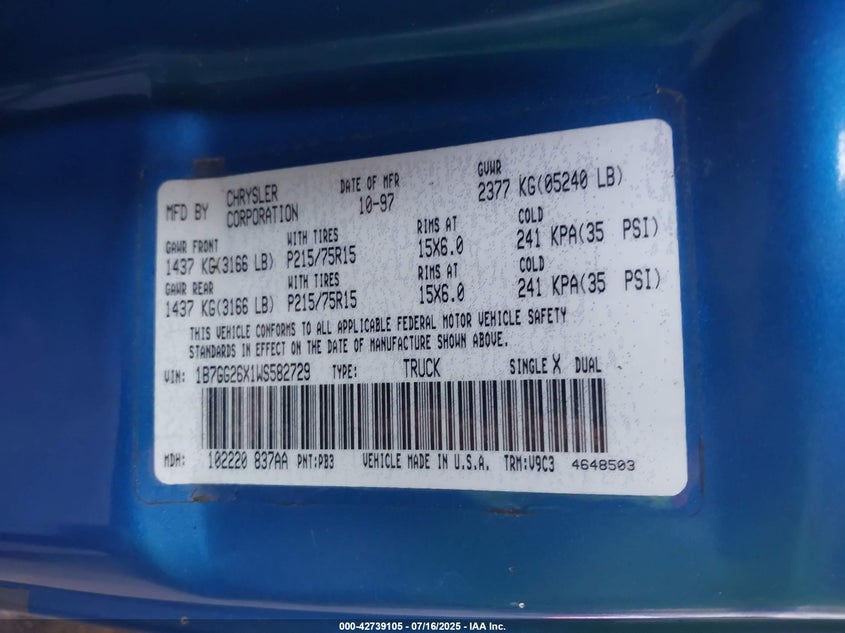 MFD BY CHRYSLER CORPORATION DATE OF MFR 10-97 GVWR 2377 KG(05240 LB)
GAWR FRONT WITH TIRES RIMS AT COLD
1437 KG(3166 LB) P215/75R15 15X6.0 241 KPA(35 PSI)
GAWR REAR WITH TIRES RIMS AT COLD
1437 KG(3166 LB) P215/75R15 15X6.0 241 KPA(35 PSI)
THIS VEHICLE CONFORMS TO ALL APPLICABLE FEDERAL MOTOR VEHICLE SAFETY
STANDARDS IN EFFECT ON THE DATE OF MANUFACTURE SHOWN ABOVE.
VIN: 1B7GG26X1WS582729 TYPE: TRUCK SINGLE X DUAL
MDH: 102220 837AA PNT:PB3 VEHICLE MADE IN U.S.A. TRM:V9C3 4648503
000-42739105 - 07/16/2025 - IAA Inc.